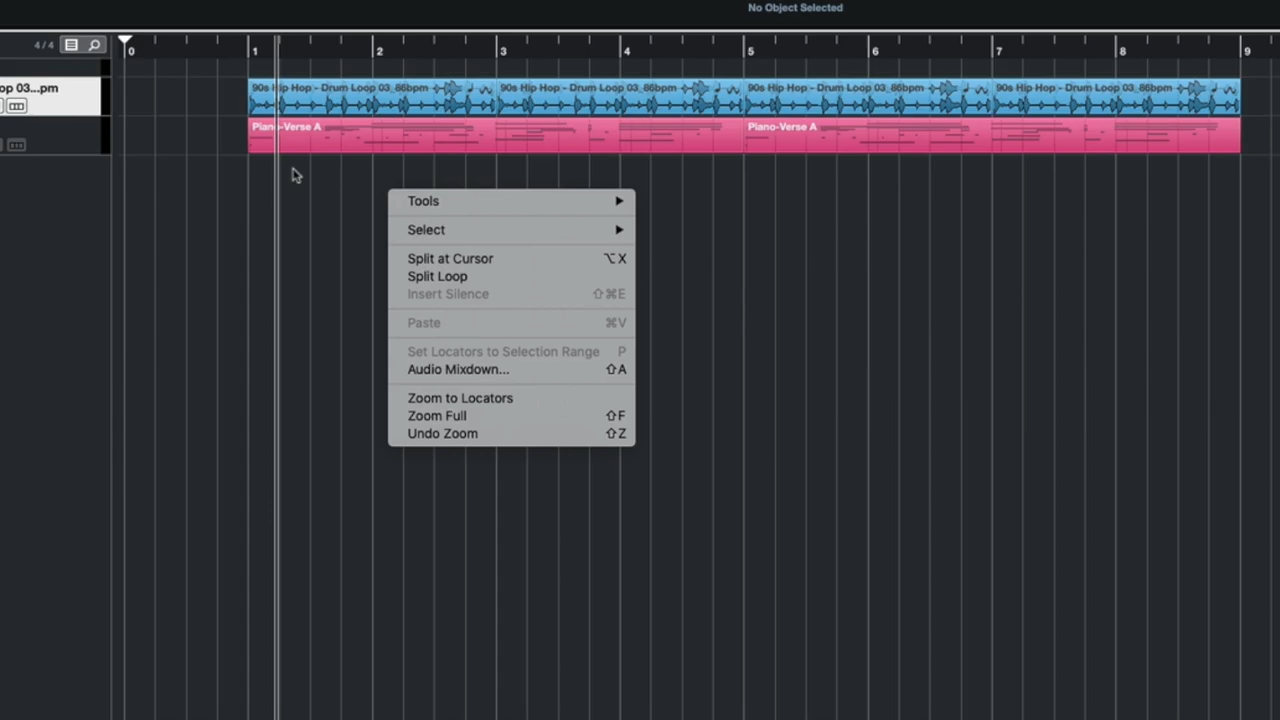 No Object Selected
4/4
0 1 2 3 4 5 6 7 8 9
op 03...pm
90s Hip Hop - Drum Loop 03_86bpm 90s Hip Hop - Drum Loop 03_86bpm 90s Hip Hop - Drum Loop 03_86bpm 90s Hip Hop - Drum Loop 03_86bpm
Piano-Verse A Piano-Verse A
Tools
Select
Split at Cursor ⌥X
Split Loop
Insert Silence ⇧⌘E
Paste ⌘V
Set Locators to Selection Range P
Audio Mixdown... ⇧A
Zoom to Locators
Zoom Full ⇧F
Undo Zoom ⇧Z